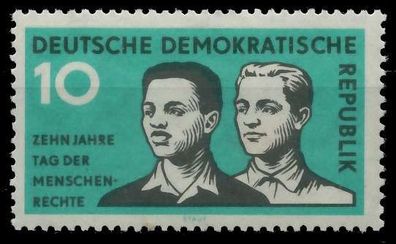 DEUTSCHE DEMOKRATISCHE
REPUBLIK
10
ZEHN JAHRE
TAG DER
MENSCHEN-
RECHTE